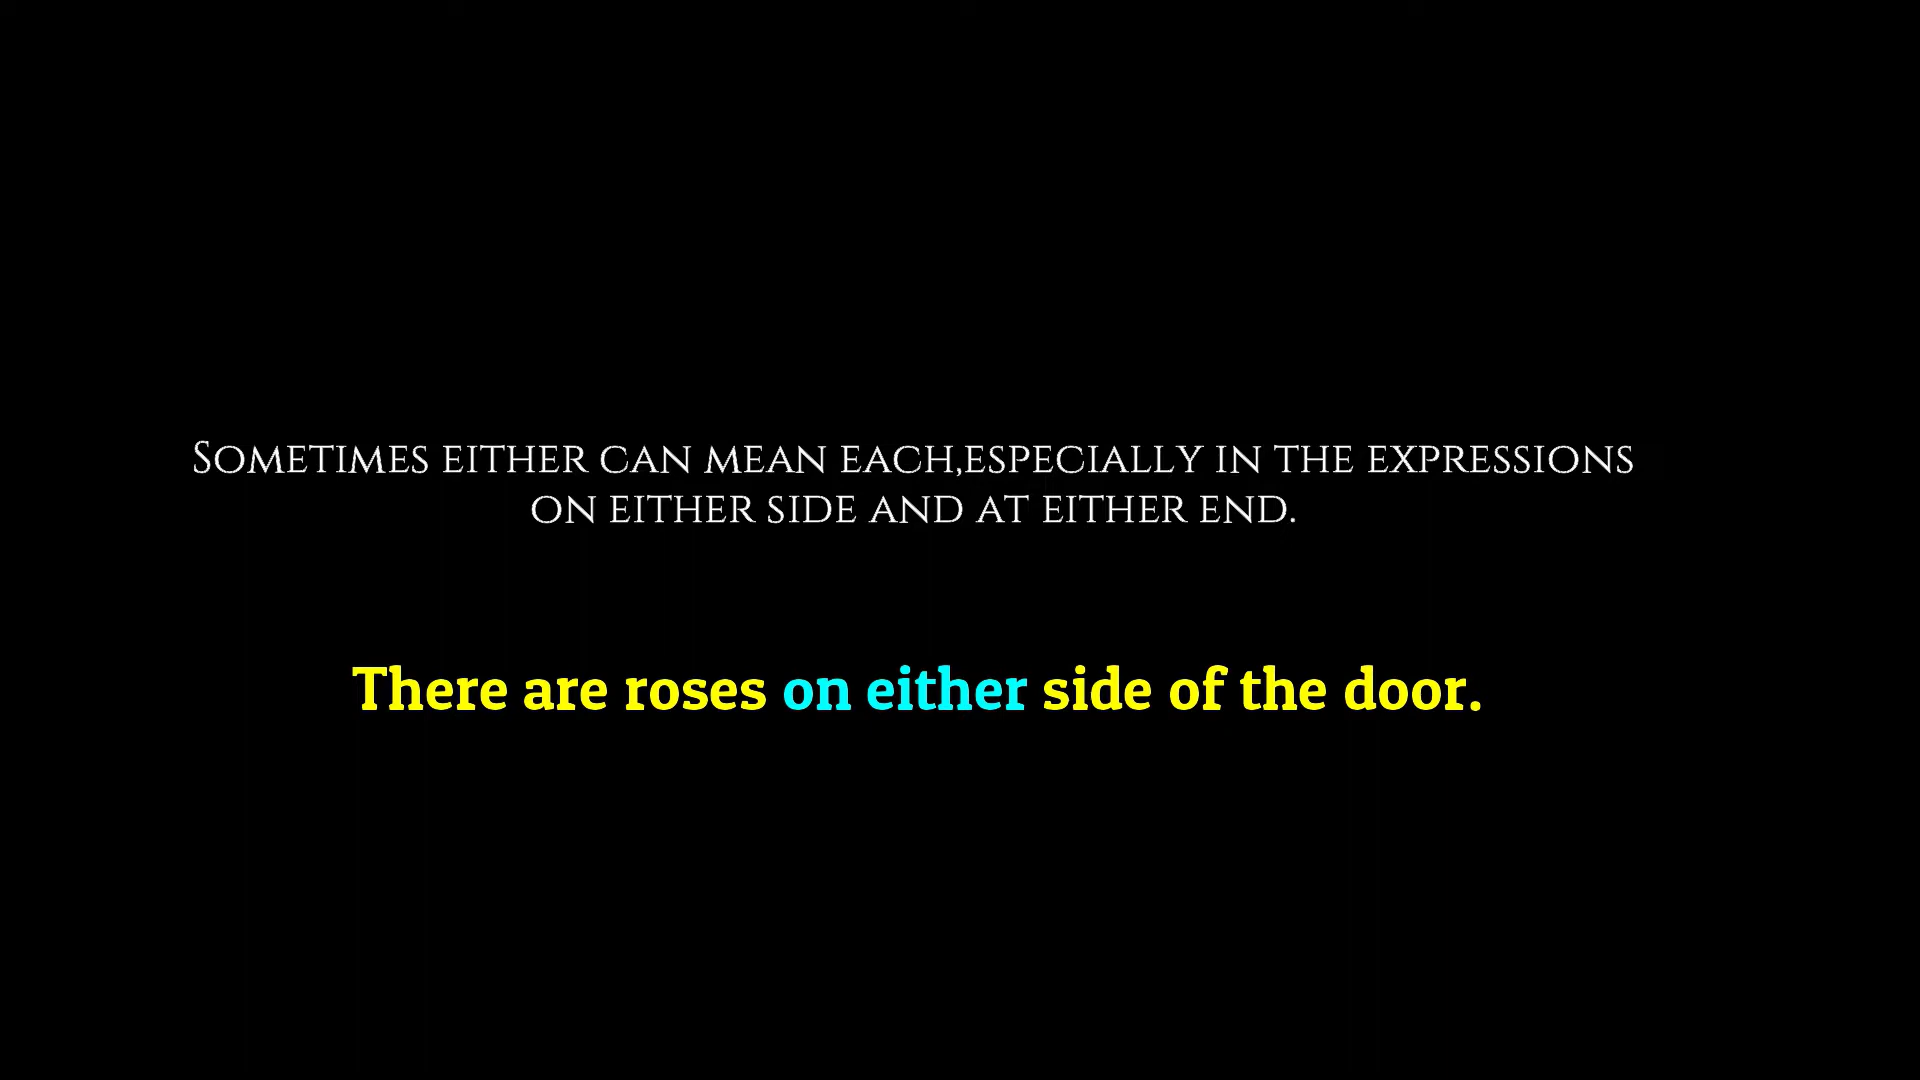 Sometimes either can mean each,especially in the expressions
on either side and at either end.
There are roses on either side of the door.